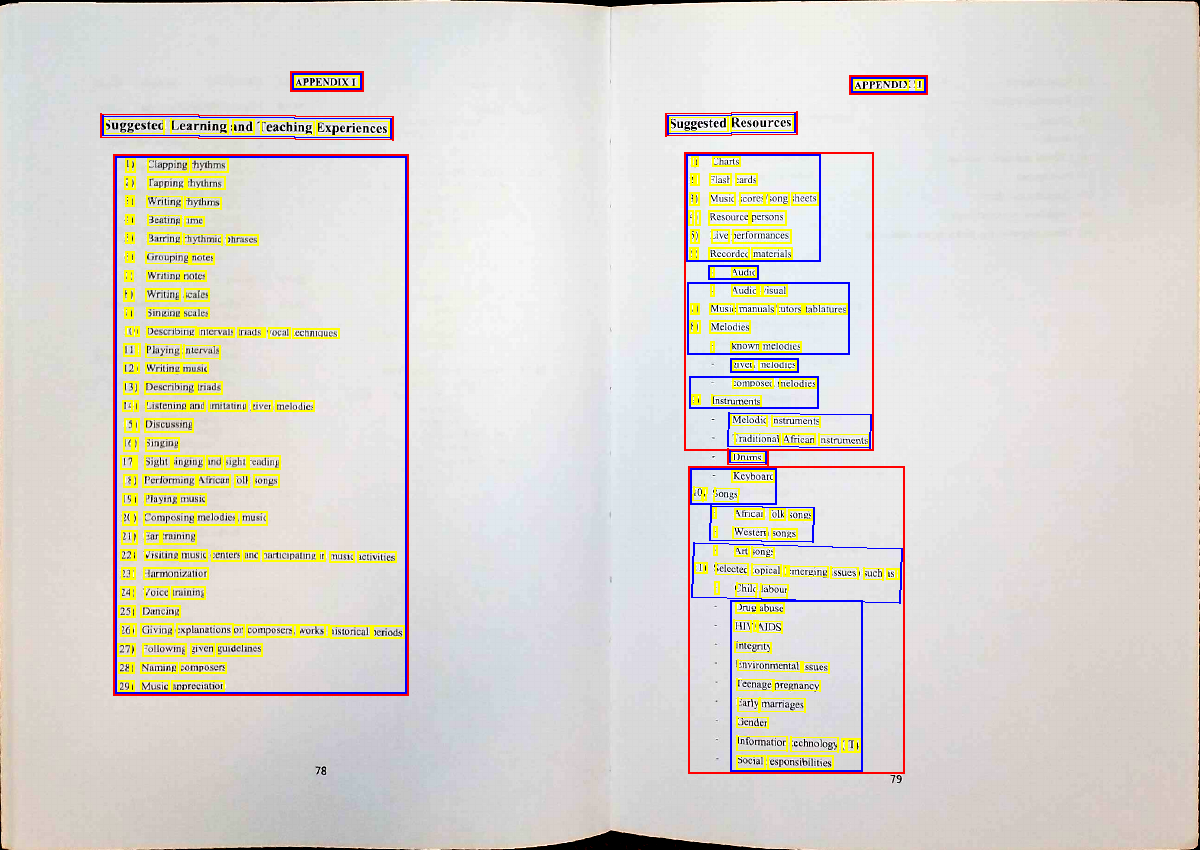 APPENDIX I
Suggested Learning and Teaching Experiences
1) Clapping rhythms
2) Tapping rhythms
3) Writing rhythms
4) Beating time
5) Barring rhythmic phrases
6) Grouping notes
7) Writing notes
8) Writing scales
9) Singing scales
10) Describing intervals triads vocal techniques
11) Playing intervals
12) Writing music
13) Describing triads
14) Listening and imitating given melodies
15) Discussing
16) Singing
17) Sight singing and sight reading
18) Performing African folk songs
19) Playing music
20) Composing melodies, music
21) Ear training
22) Visiting music centers and participating in music activities
23) Harmonization
24) Voice training
25) Dancing
26) Giving explanations on composers, works historical periods
27) Following given guidelines
28) Naming composers
29) Music appreciation
78
APPENDIX II
Suggested Resources
1) Charts
2) Flash cards
3) Music scores/song sheets
4) Resource persons
5) Live performances
6) Recorded materials
- Audio
- Audio Visual
7) Music manuals/tutors tablatures
8) Melodies
- known melodies
- given melodies
- composed melodies
9) Instruments
- Melodic instruments
- Traditional African instruments
- Drums
- Keyboard
10) Songs
- African folk songs
- Western songs
- Art songs
11) Selected topical (emerging issues) such as
- Child labour
- Drug abuse
- HIV/AIDS
- Integrity
- Environmental issues
- Teenage pregnancy
- Early marriages
- Gender
- Information technology (IT)
- Social responsibilities
79